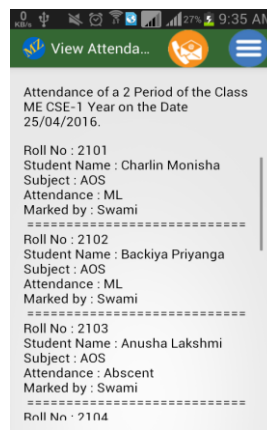 0 KB/s 27% 9:35 AM
MZ View Attenda...
Attendance of a 2 Period of the Class
ME CSE-1 Year on the Date
25/04/2016.
Roll No : 2101
Student Name : Charlin Monisha
Subject : AOS
Attendance : ML
Marked by : Swami
===========================
Roll No : 2102
Student Name : Backiya Priyanga
Subject : AOS
Attendance : ML
Marked by : Swami
===========================
Roll No : 2103
Student Name : Anusha Lakshmi
Subject : AOS
Attendance : Abscent
Marked by : Swami
===========================
Roll No : 2104